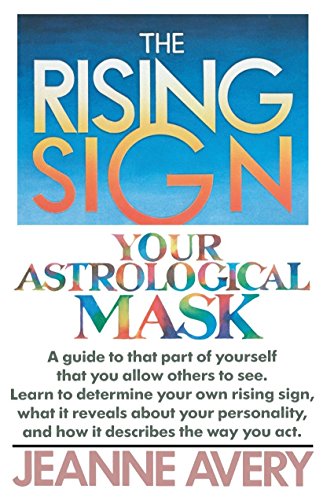 THE
RISING
SIGN
YOUR
ASTROLOGICAL
MASK
A guide to that part of yourself
that you allow others to see.
Learn to determine your own rising sign,
what it reveals about your personality,
and how it describes the way you act.
JEANNE AVERY